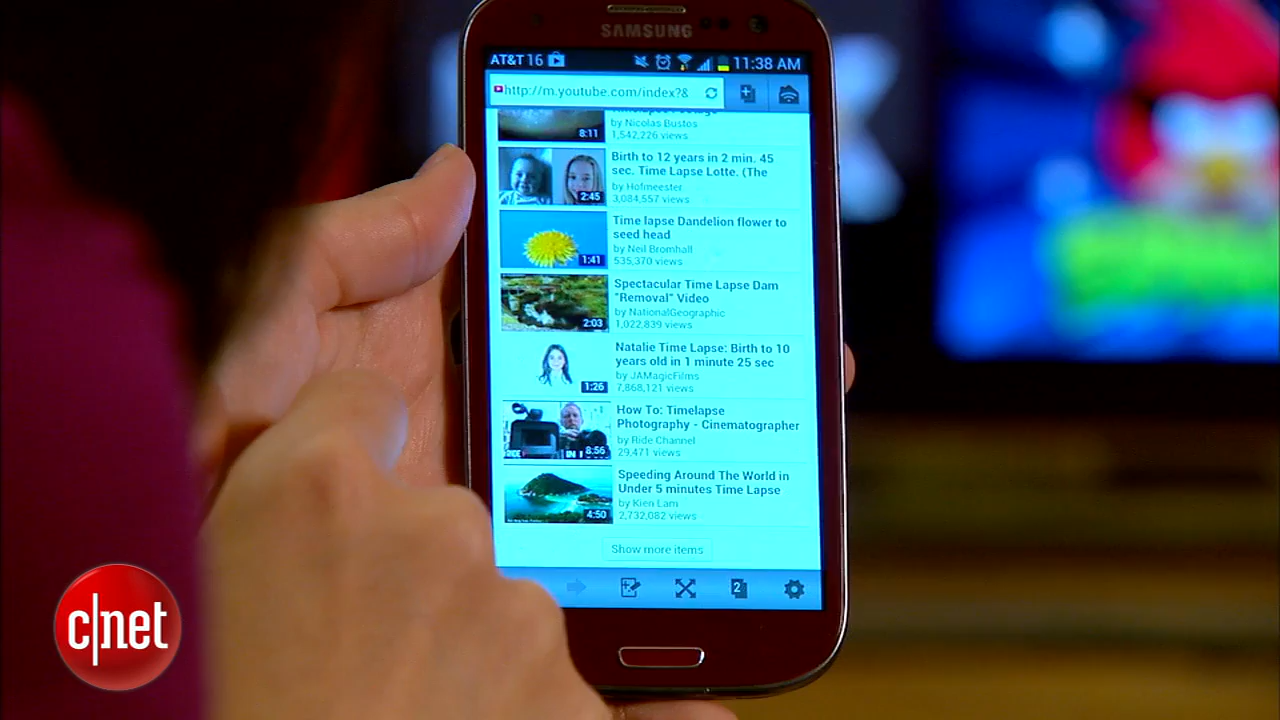 SAMSUNG
AT&T 16
11:38 AM
http://m.youtube.com/index?&
by Nicolas Bustos
8:11
1,542,226 views
Birth to 12 years in 2 min. 45
sec. Time Lapse Lotte. (The
by Hofmeester
2:45
3,084,557 views
Time lapse Dandelion flower to
seed head
by Neil Bromhall
1:41
535,370 views
Spectacular Time Lapse Dam
"Removal" Video
by NationalGeographic
2:03
1,022,839 views
Natalie Time Lapse: Birth to 10
years old in 1 minute 25 sec
by JAMagicFilms
1:26
7,868,121 views
How To: Timelapse
Photography - Cinematographer
by Ride Channel
8:56
29,471 views
Speeding Around The World in
Under 5 minutes Time Lapse
by Kien Lam
4:50
2,732,082 views
Show more items
2
c|net